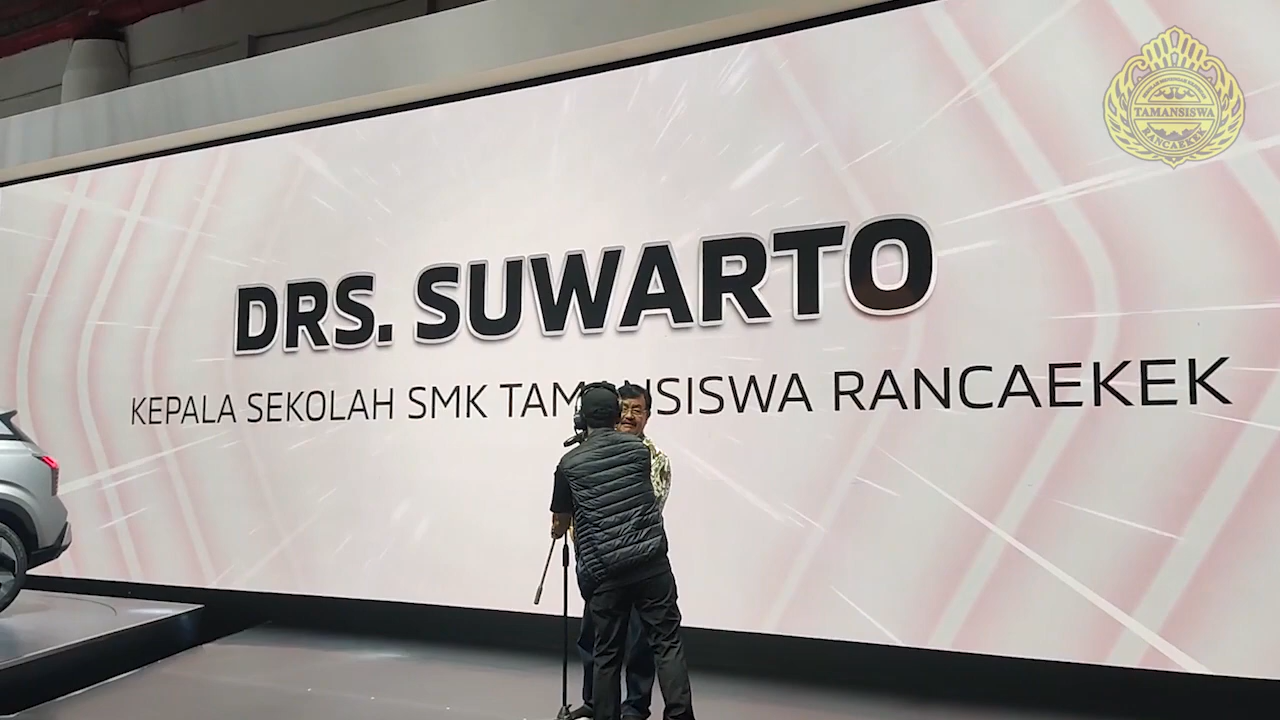 DRS. SUWARTO
KEPALA SEKOLAH SMK TAMANSISWA RANCAEKEK
TAMANSISWA
RANCAEKEK